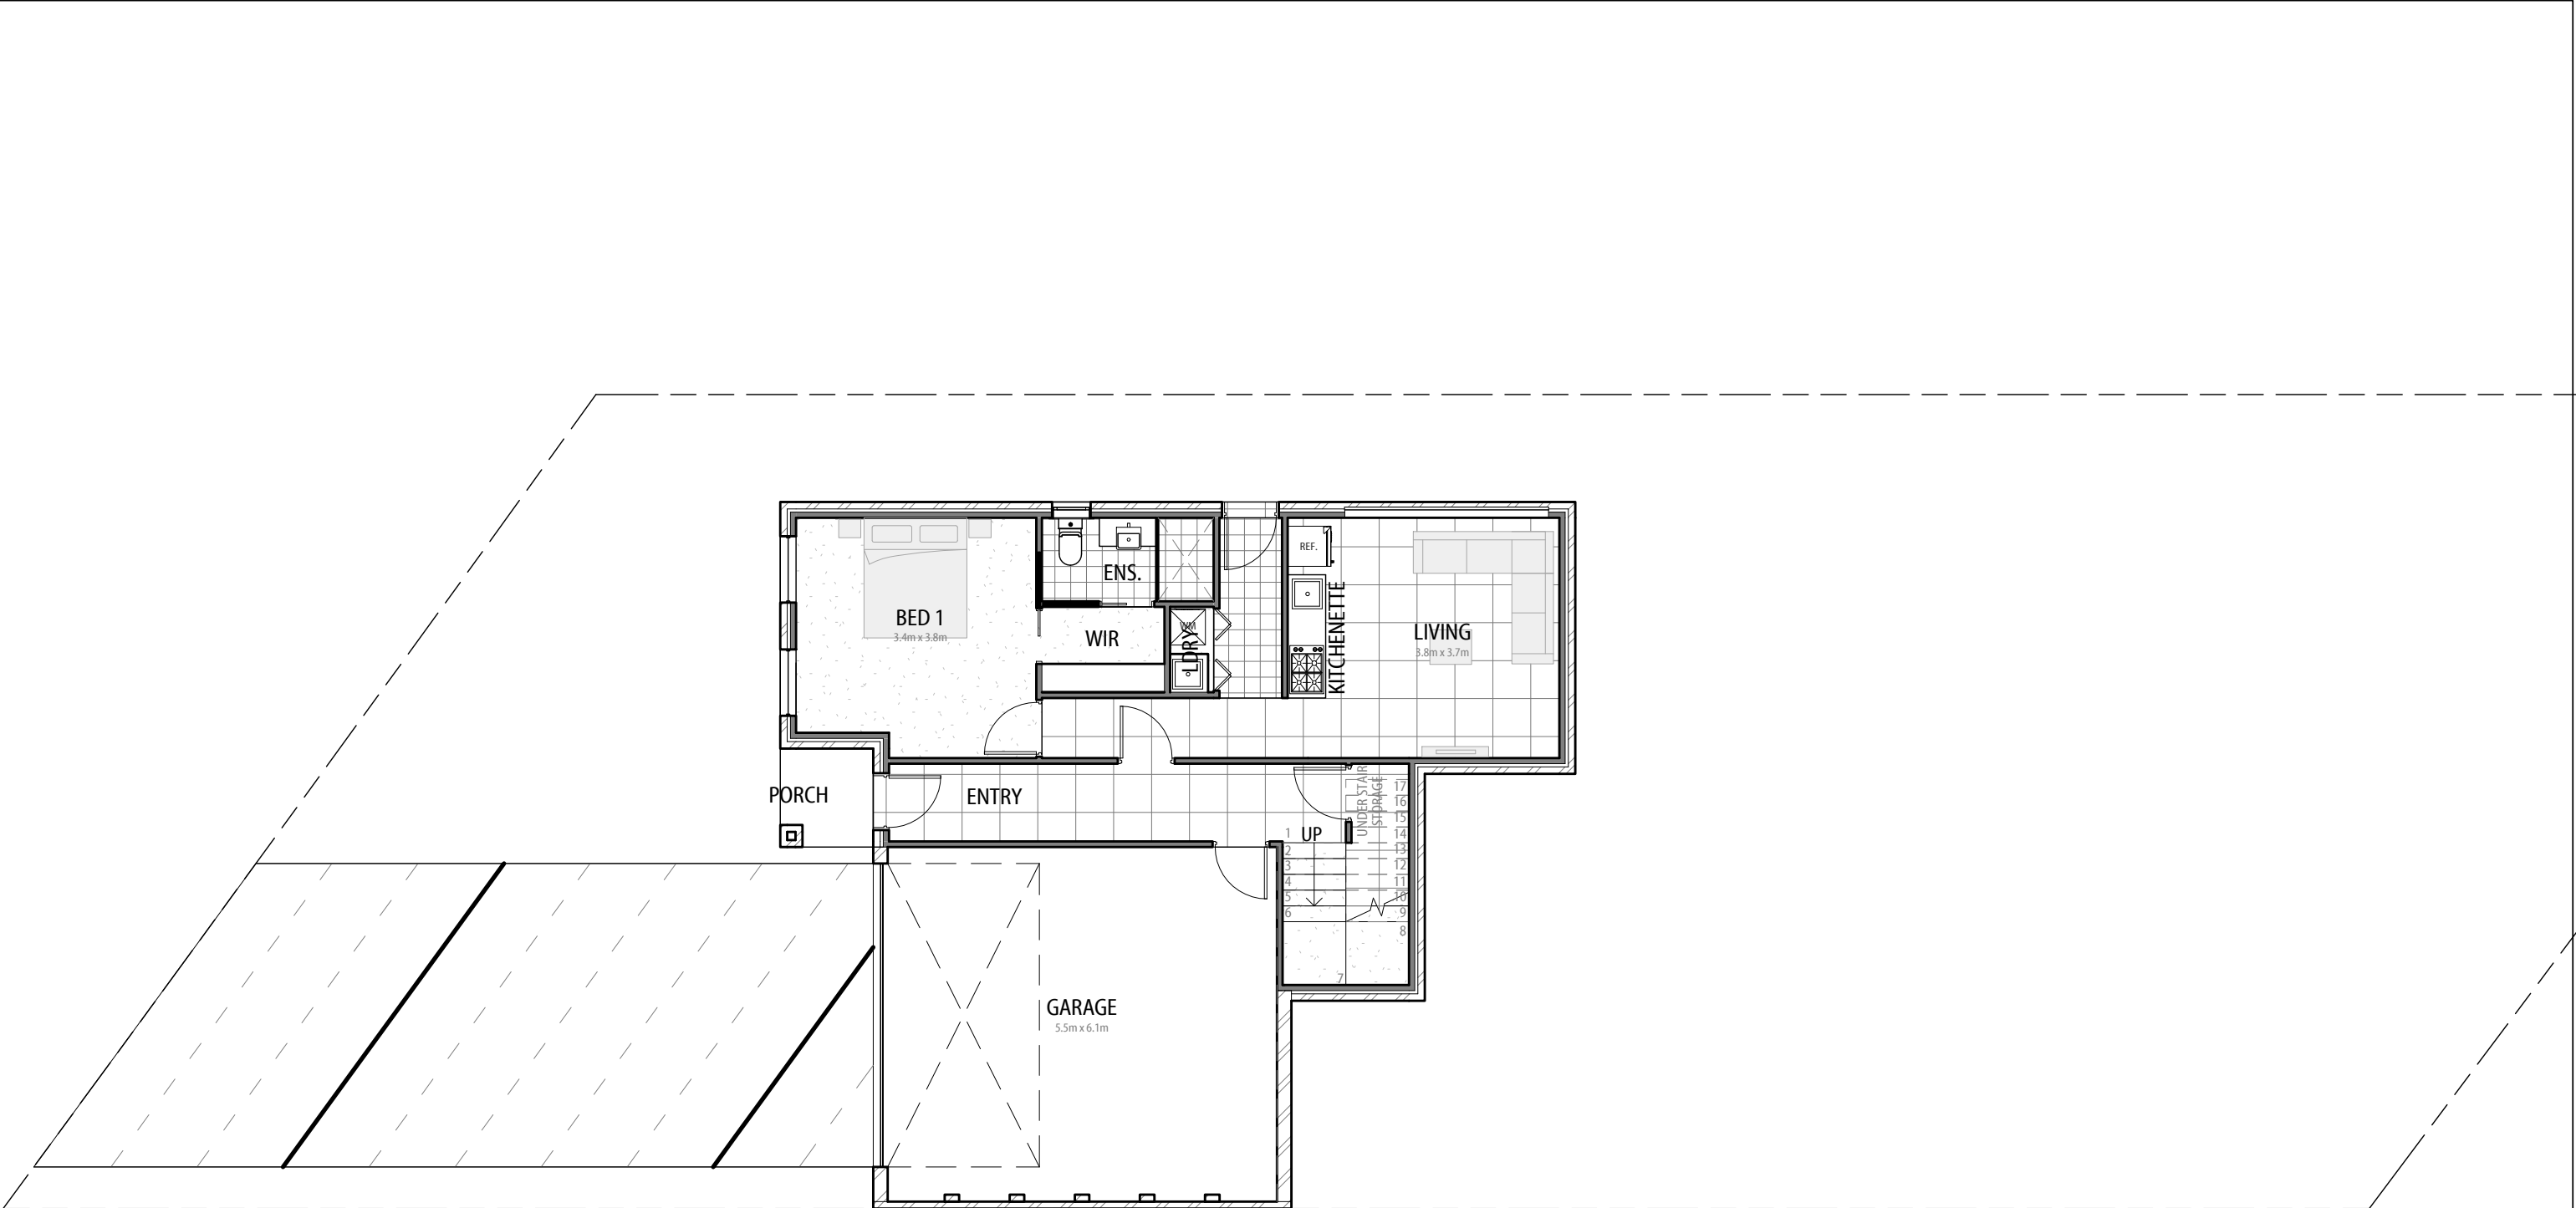 REF.
ENS.
BED 1
3.4m x 3.8m
WIR
WM
LDRY
KITCHENETTE
LIVING
3.8m x 3.7m
PORCH
ENTRY
UNDER STAIR
STORAGE
UP
1
2
3
4
5
6
7
17
16
15
14
13
12
11
10
9
8
GARAGE
5.5m x 6.1m